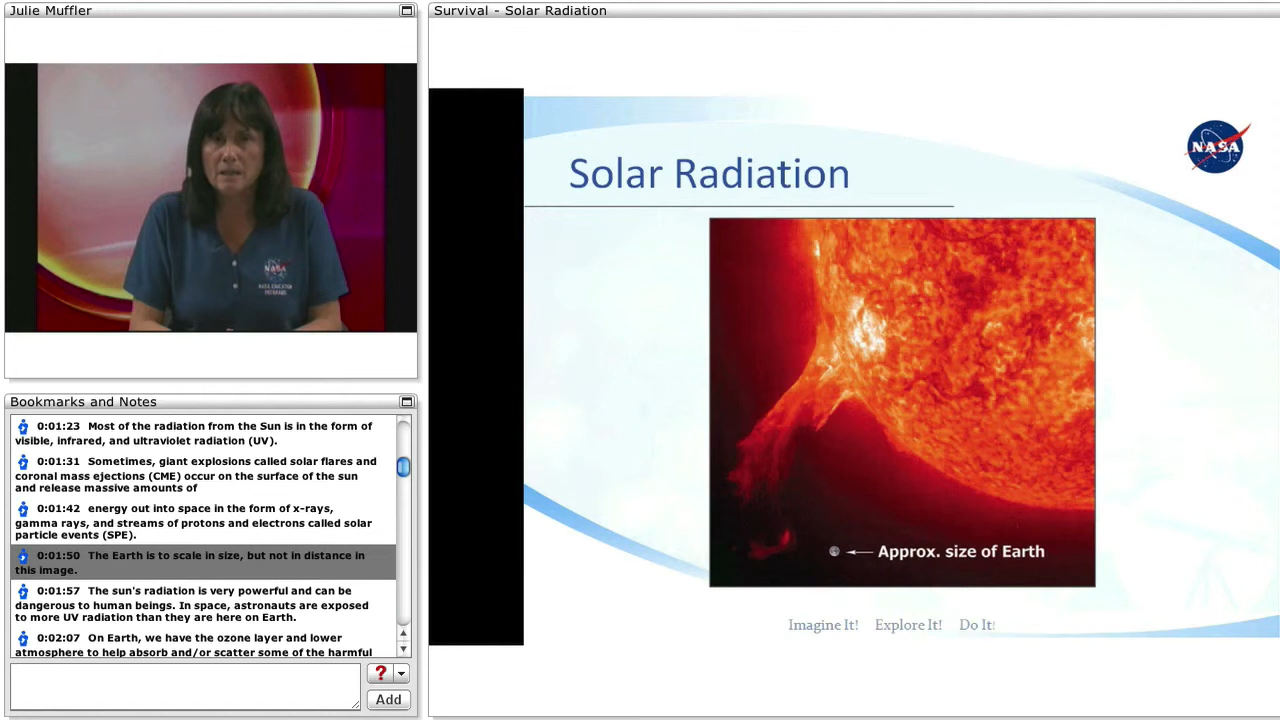 Julie Muffler
NASA
Bookmarks and Notes
0:01:23 Most of the radiation from the Sun is in the form of
visible, infrared, and ultraviolet radiation (UV).
0:01:31 Sometimes, giant explosions called solar flares and
coronal mass ejections (CME) occur on the surface of the sun
and release massive amounts of
0:01:42 energy out into space in the form of x-rays,
gamma rays, and streams of protons and electrons called solar
particle events (SPE).
0:01:50 The Earth is to scale in size, but not in distance in
this image.
0:01:57 The sun's radiation is very powerful and can be
dangerous to human beings. In space, astronauts are exposed
to more UV radiation than they are here on Earth.
0:02:07 On Earth, we have the ozone layer and lower
atmosphere to help absorb and/or scatter some of the harmful
?
Add
Survival - Solar Radiation
NASA
Solar Radiation
Approx. size of Earth
Imagine It! Explore It! Do It!